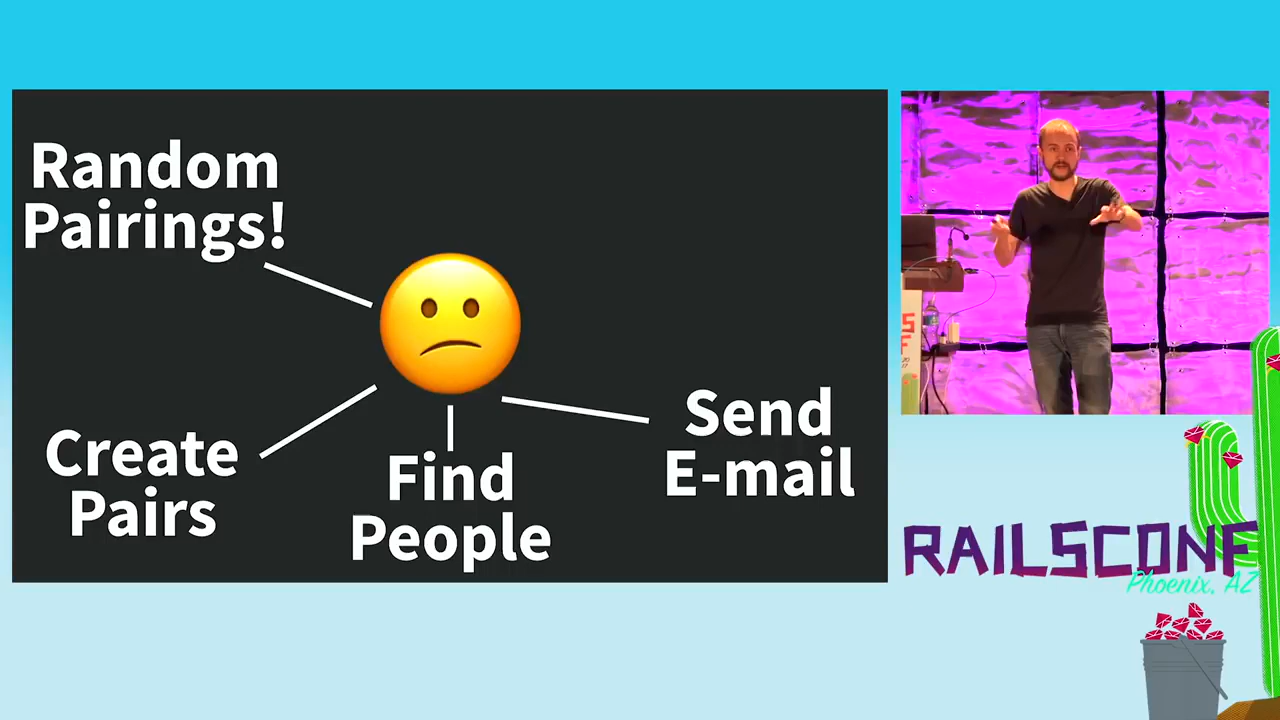 Random
Pairings!
Create
Pairs
Find
People
Send
E-mail
RAILSCONF
Phoenix, AZ